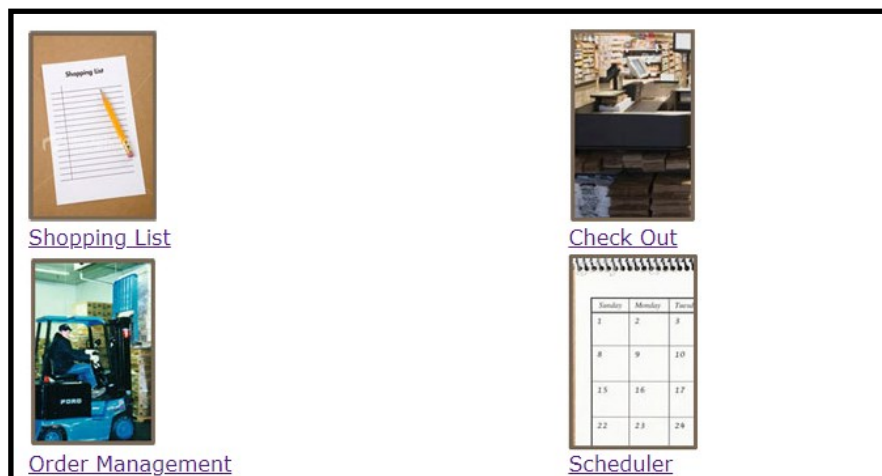 Shopping List
Shopping List
Check Out
FORD
Sunday Monday
1 2 3
8 9 10
15 16 17
22 23 24
Order Management
Scheduler